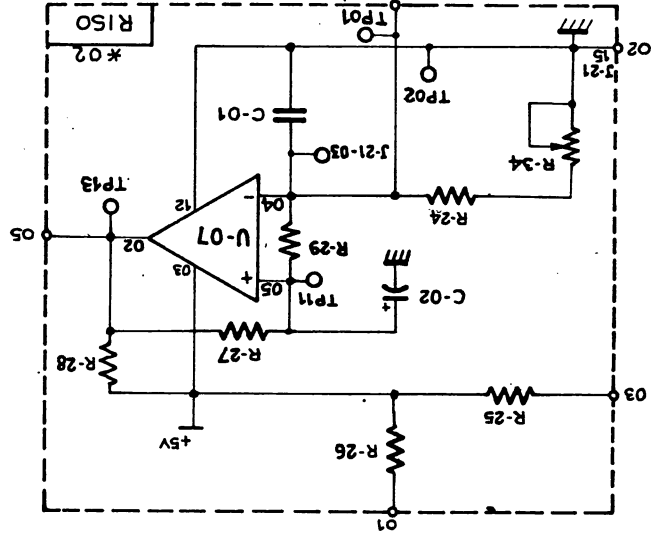 01
R-26
+5V
03
R-25
R-28
R-27
C-02
+
TP11
05
+
03
R-29
U-07
02
05
TP13
04
-
12
R-24
R-34
J-21-03
C-01
TP02
J-21
15
02
*02
RISO
TP01